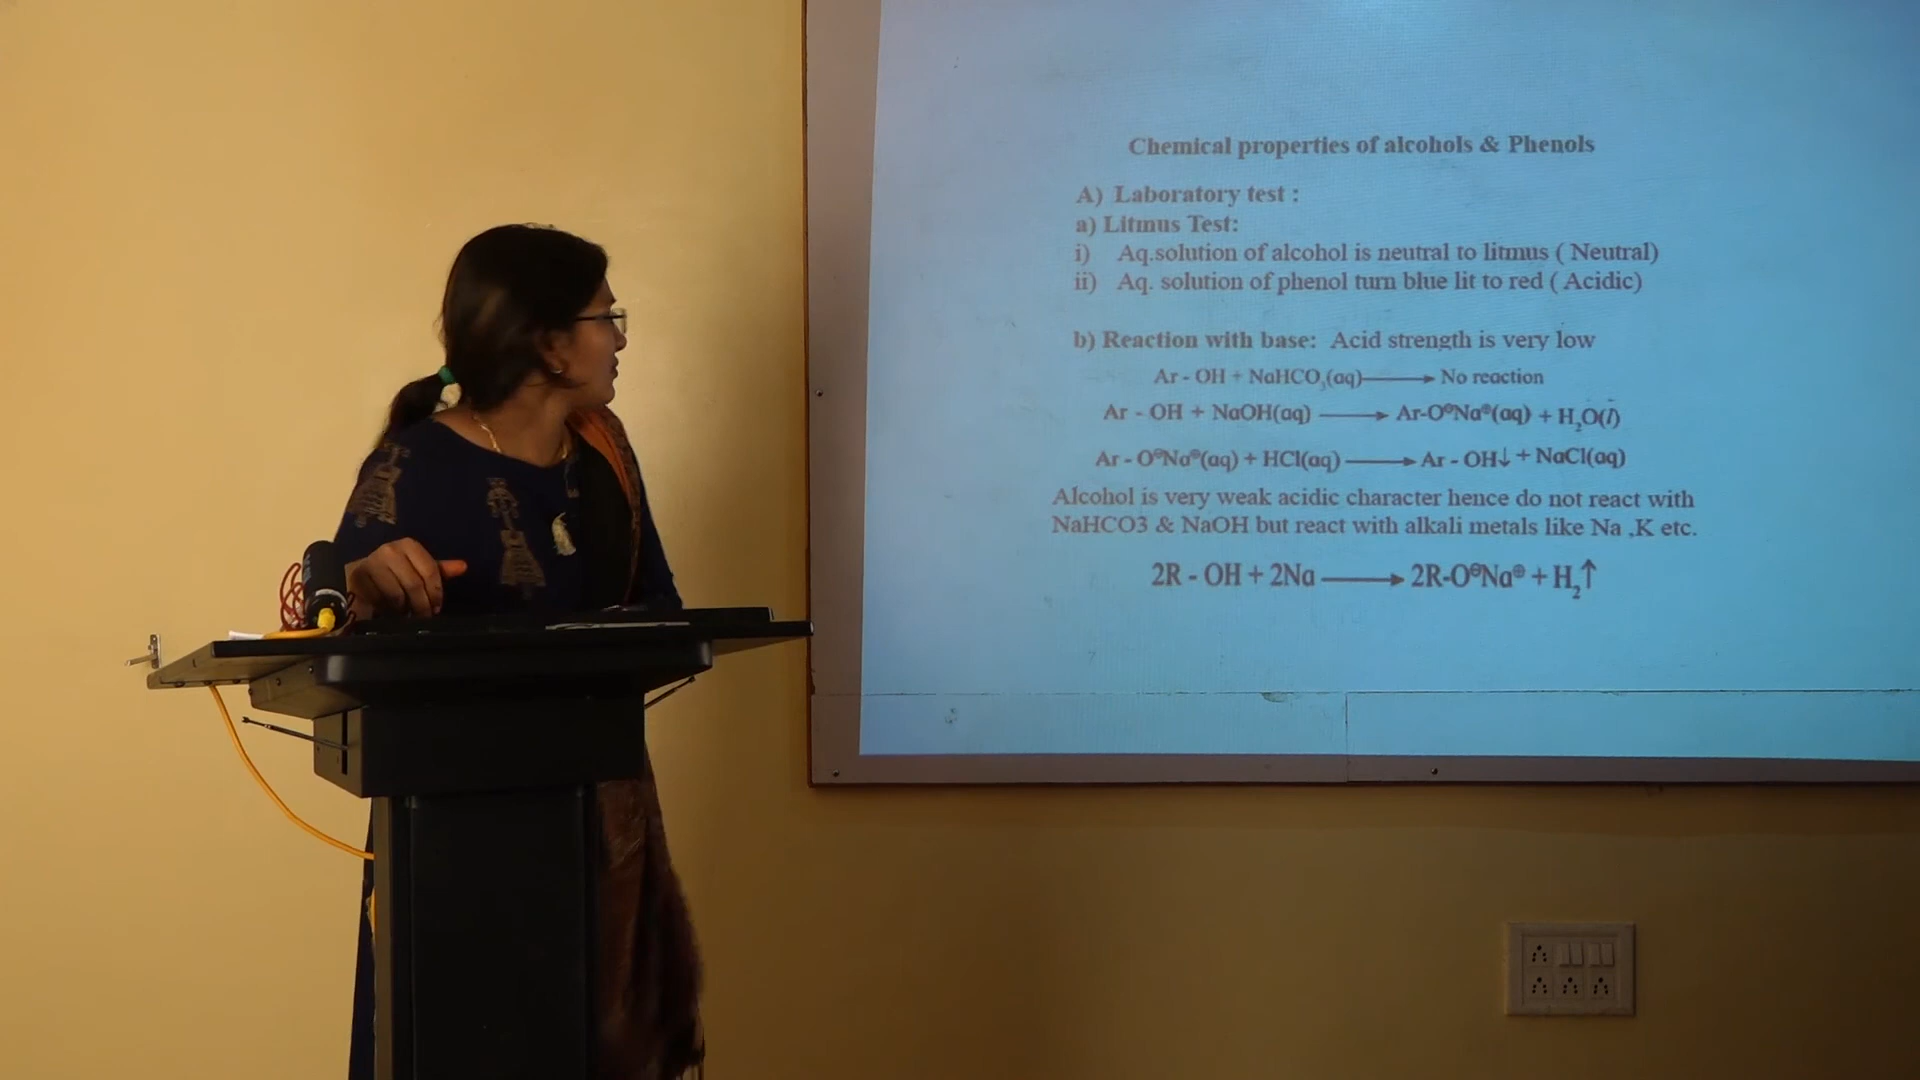 Chemical properties of alcohols & Phenols
A) Laboratory test :
a) Litmus Test:
i) Aq.solution of alcohol is neutral to litmus ( Neutral)
ii) Aq. solution of phenol turn blue lit to red ( Acidic)
b) Reaction with base: Acid strength is very low
Ar - OH + NaHCO₃(aq) ⟶ No reaction
Ar - OH + NaOH(aq) ⟶ Ar-O⊖Na⊕(aq) + H₂O(l)
Ar - O⊖Na⊕(aq) + HCl(aq) ⟶ Ar - OH↓ + NaCl(aq)
Alcohol is very weak acidic character hence do not react with
NaHCO3 & NaOH but react with alkali metals like Na ,K etc.
2R - OH + 2Na ⟶ 2R-O⊖Na⊕ + H₂↑